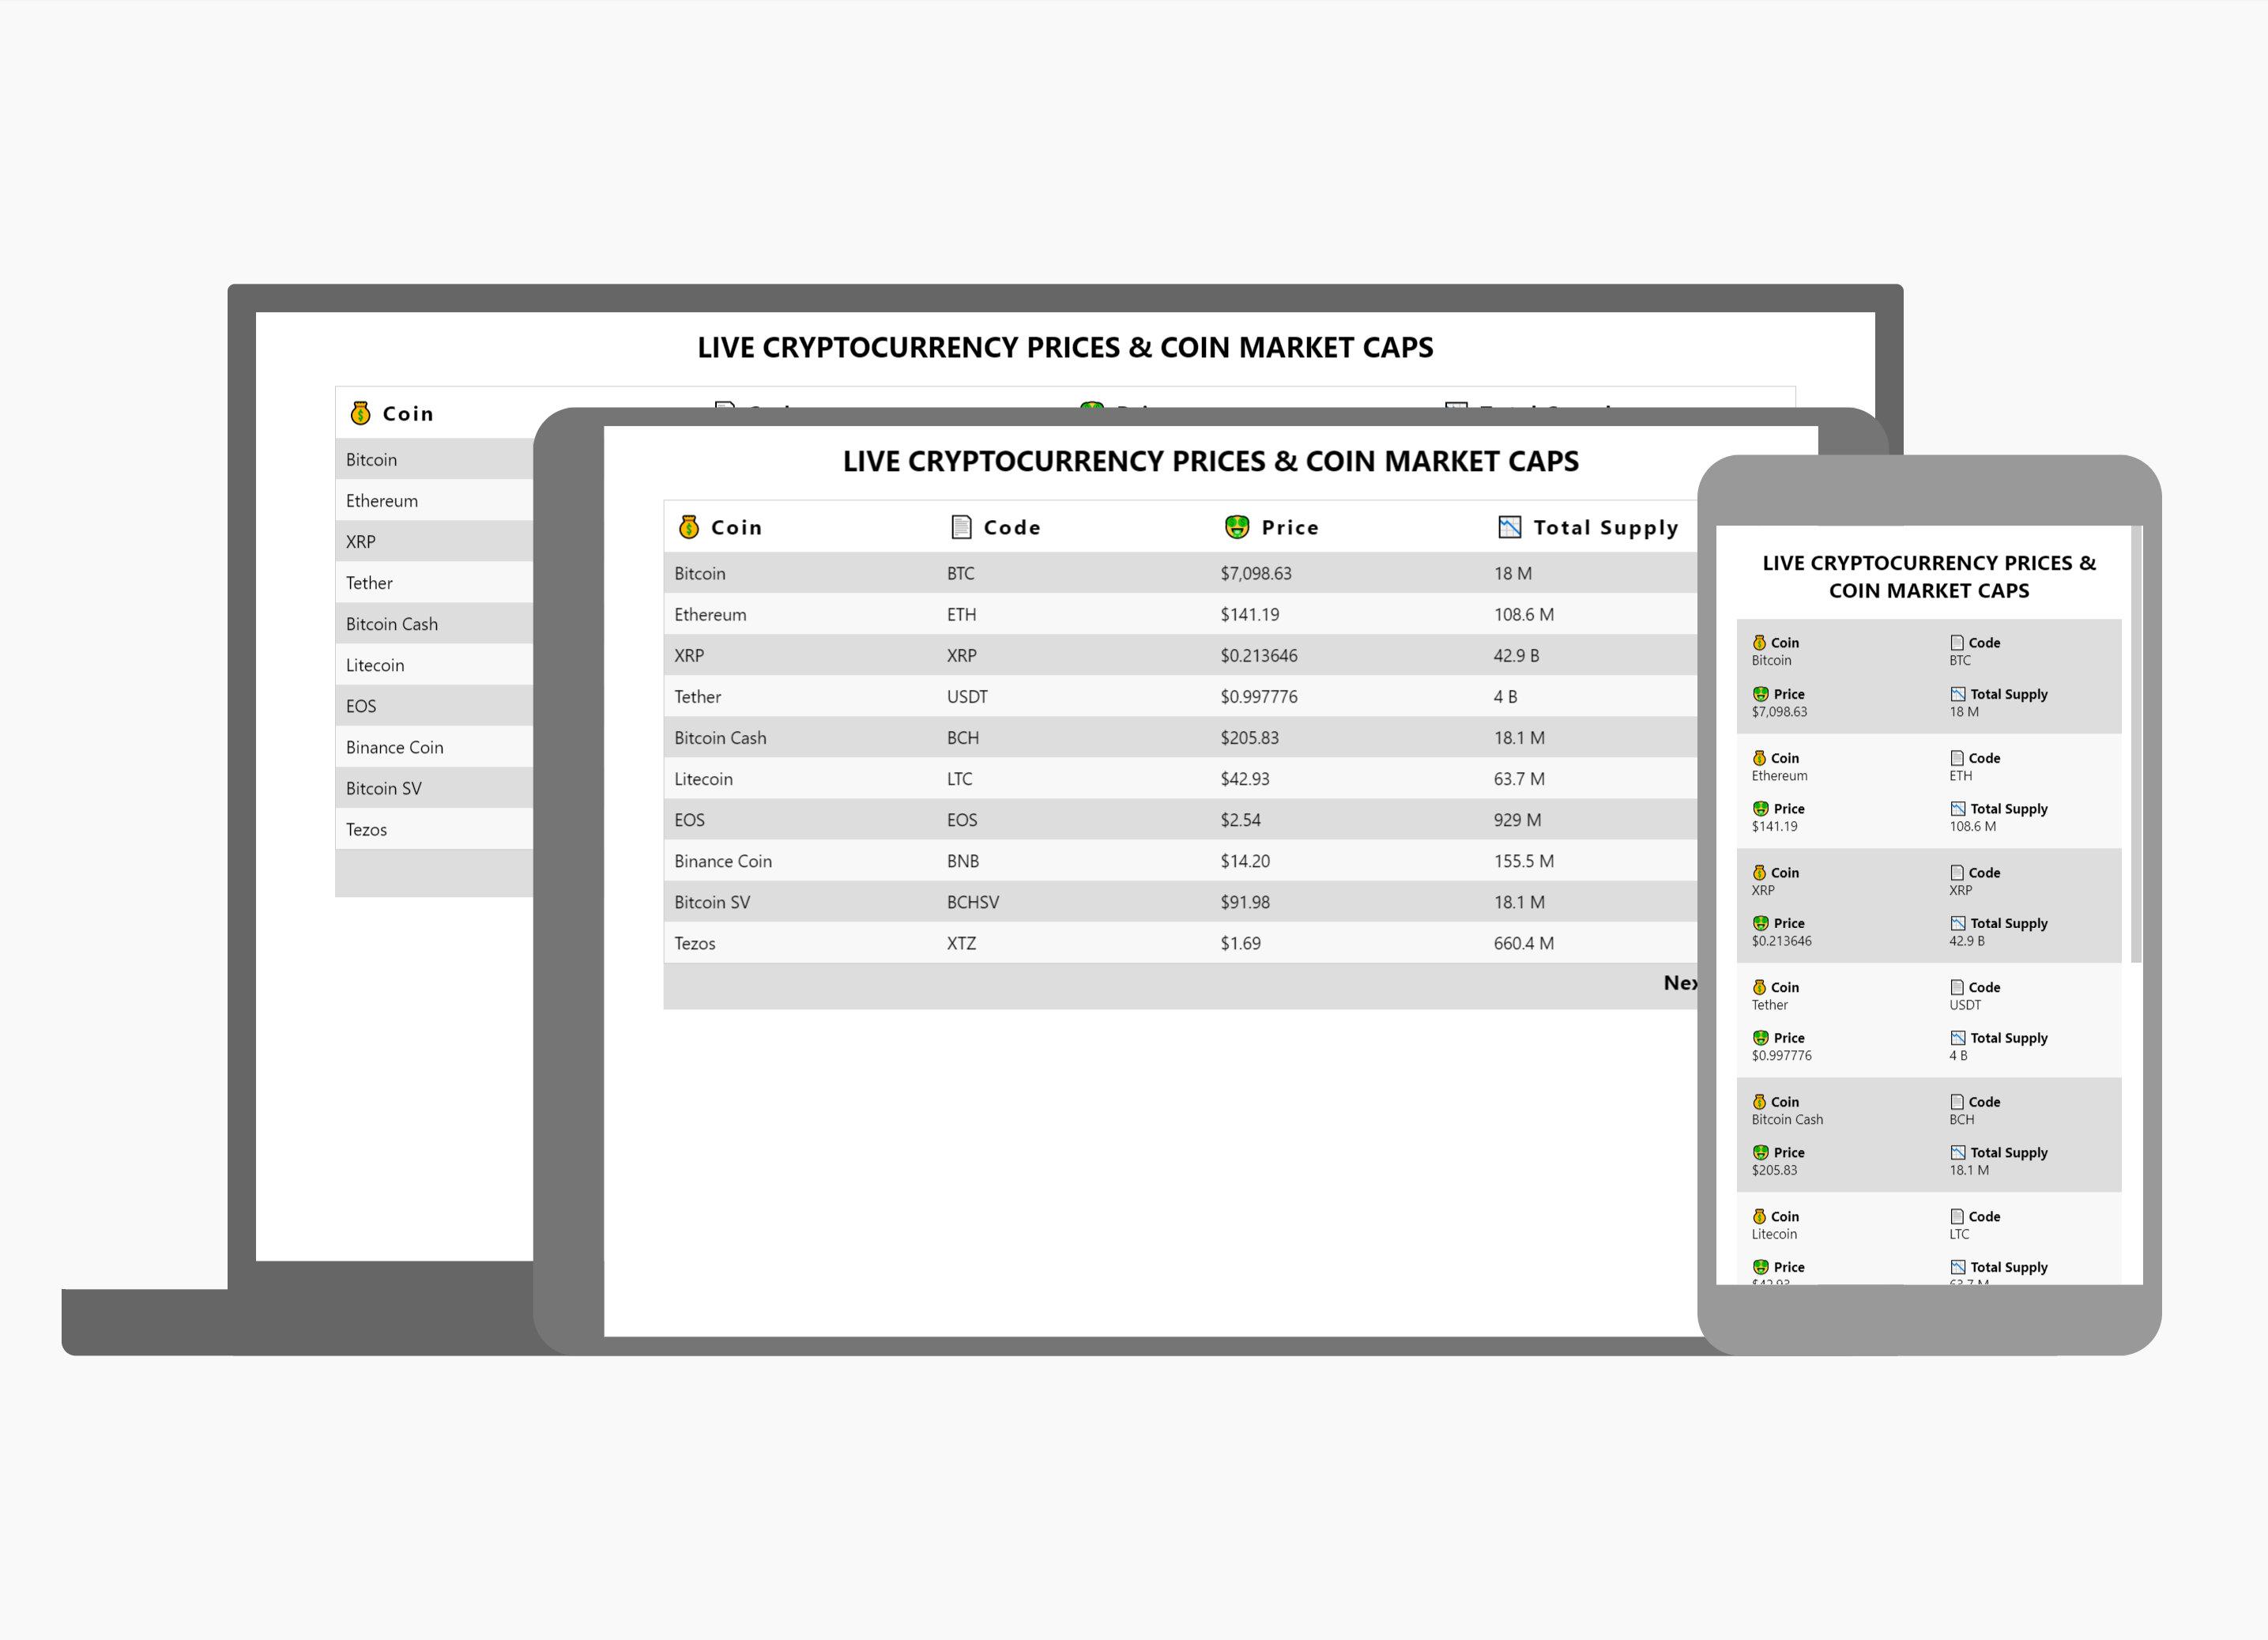 LIVE CRYPTOCURRENCY PRICES & COIN MARKET CAPS
Coin
Bitcoin
Ethereum
XRP
Tether
Bitcoin Cash
Litecoin
EOS
Binance Coin
Bitcoin SV
Tezos
LIVE CRYPTOCURRENCY PRICES & COIN MARKET CAPS
Coin Code Price Total Supply
Bitcoin BTC $7,098.63 18 M
Ethereum ETH $141.19 108.6 M
XRP XRP $0.213646 42.9 B
Tether USDT $0.997776 4 B
Bitcoin Cash BCH $205.83 18.1 M
Litecoin LTC $42.93 63.7 M
EOS EOS $2.54 929 M
Binance Coin BNB $14.20 155.5 M
Bitcoin SV BCHSV $91.98 18.1 M
Tezos XTZ $1.69 660.4 M
LIVE CRYPTOCURRENCY PRICES &
COIN MARKET CAPS
Coin Code
Bitcoin BTC
Price Total Supply
$7,098.63 18 M
Coin Code
Ethereum ETH
Price Total Supply
$141.19 108.6 M
Coin Code
XRP XRP
Price Total Supply
$0.213646 42.9 B
Coin Code
Tether USDT
Price Total Supply
$0.997776 4 B
Coin Code
Bitcoin Cash BCH
Price Total Supply
$205.83 18.1 M
Coin Code
Litecoin LTC
Price Total Supply